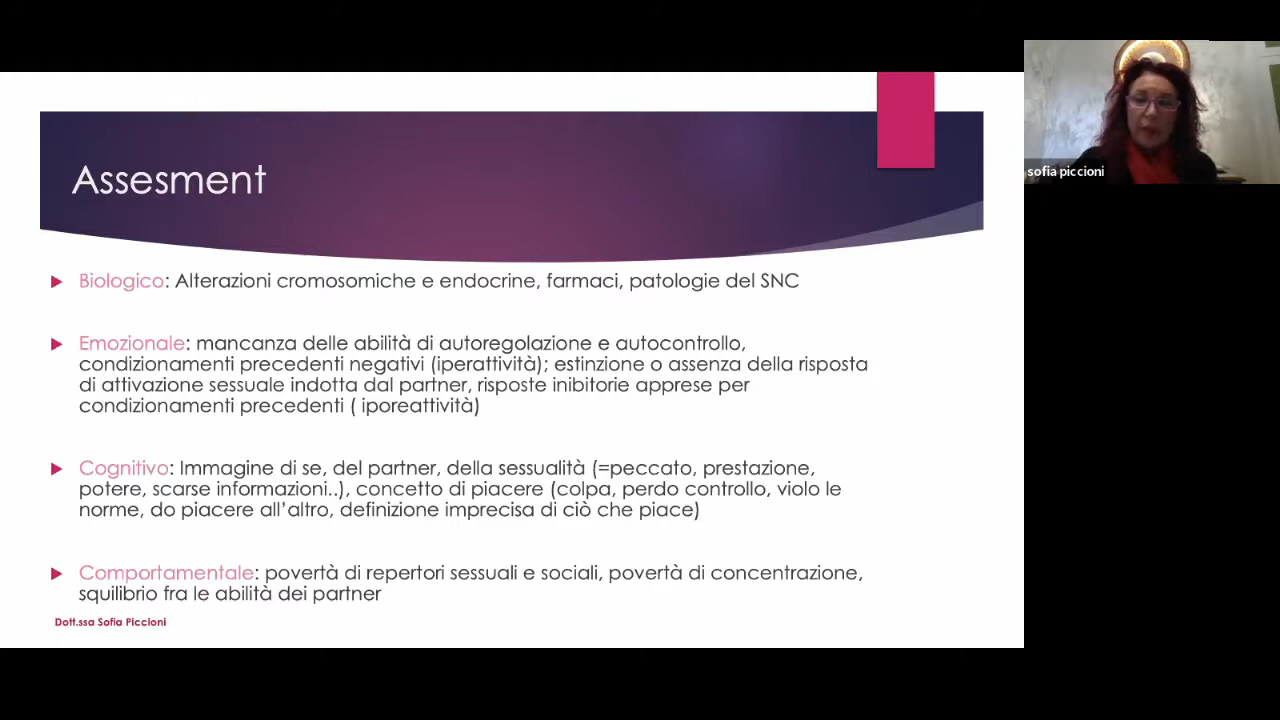 Assesment
Biologico: Alterazioni cromosomiche e endocrine, farmaci, patologie del SNC
Emozionale: mancanza delle abilità di autoregolazione e autocontrollo,
condizionamenti precedenti negativi (iperattività); estinzione o assenza della risposta
di attivazione sessuale indotta dal partner, risposte inibitorie apprese per
condizionamenti precedenti ( iporeattività)
Cognitivo: Immagine di se, del partner, della sessualità (=peccato, prestazione,
potere, scarse informazioni..), concetto di piacere (colpa, perdo controllo, violo le
norme, do piacere all'altro, definizione imprecisa di ciò che piace)
Comportamentale: povertà di repertori sessuali e sociali, povertà di concentrazione,
squilibrio fra le abilità dei partner
Dott.ssa Sofia Piccioni
sofia piccioni